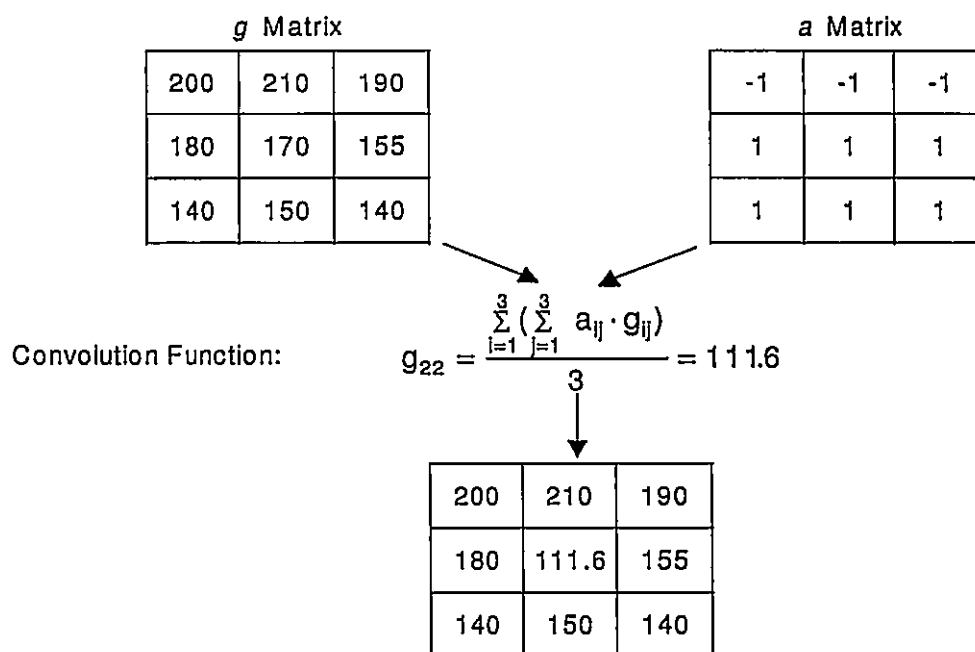 g Matrix
a Matrix
200 210 190
180 170 155
140 150 140
-1 -1 -1
1 1 1
1 1 1
Convolution Function: g₂₂ = 3 Σ i=1 ( 3 Σ j=1 aᵢⱼ · gᵢⱼ) / 3 = 111.6
200 210 190
180 111.6 155
140 150 140